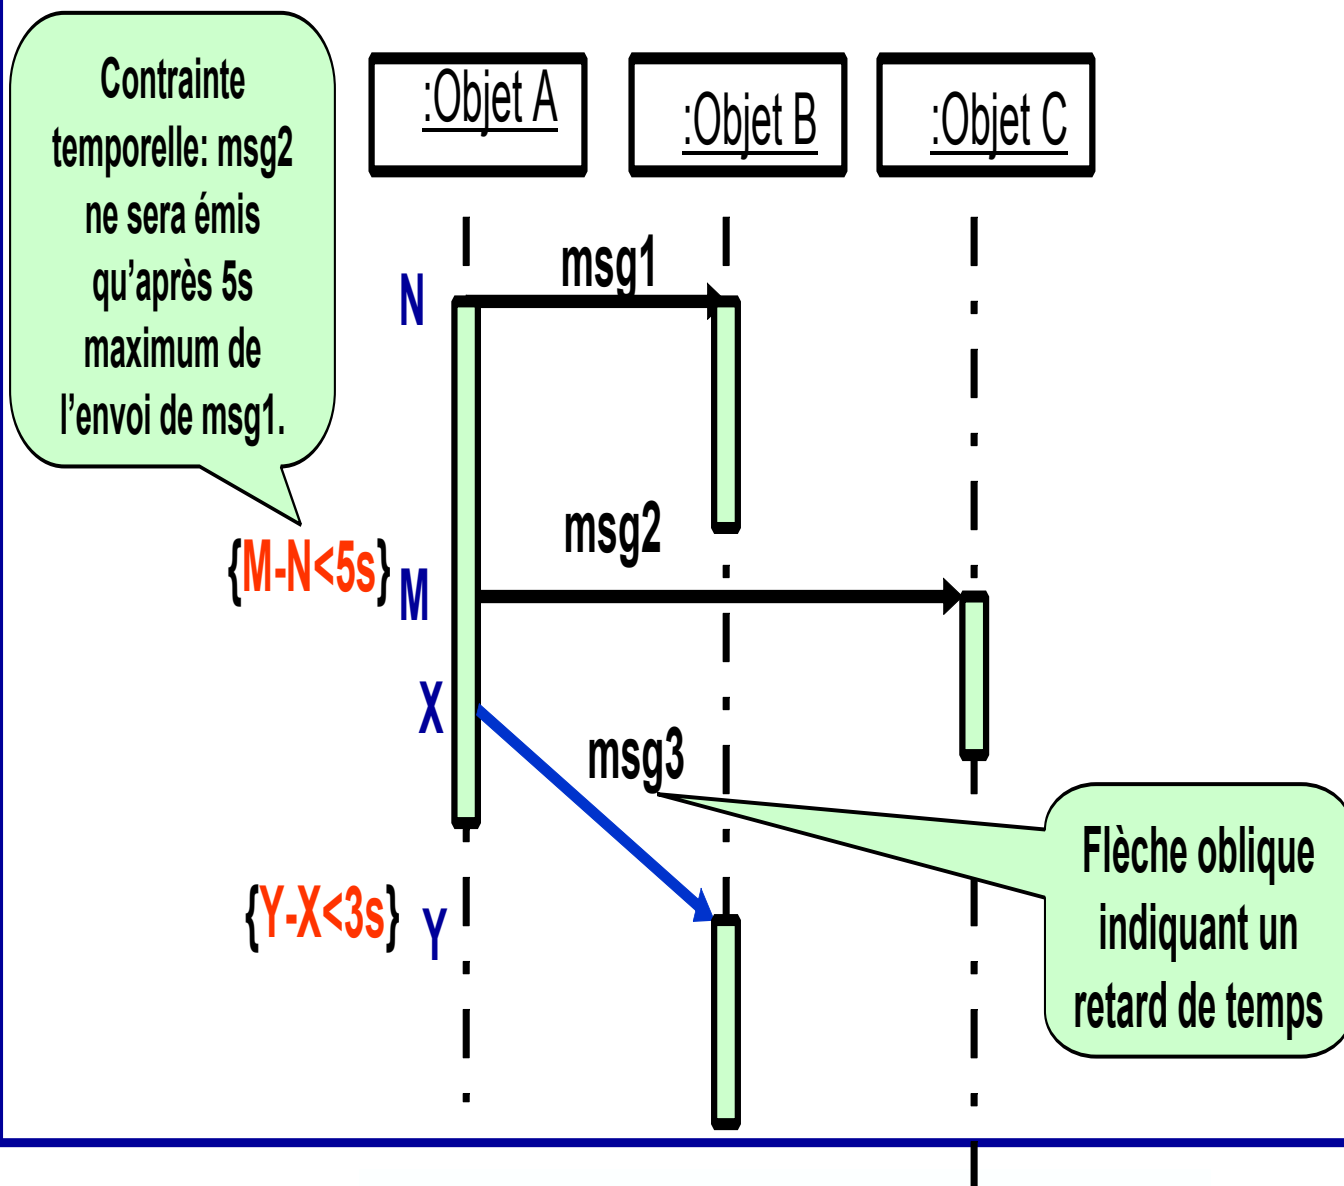 Contrainte
temporelle: msg2
ne sera émis
qu’après 5s
maximum de
l’envoi de msg1.
:Objet A
:Objet B
:Objet C
N
msg1
msg2
{M-N<5s}
M
X
msg3
{Y-X<3s}
Y
Flèche oblique
indiquant un
retard de temps